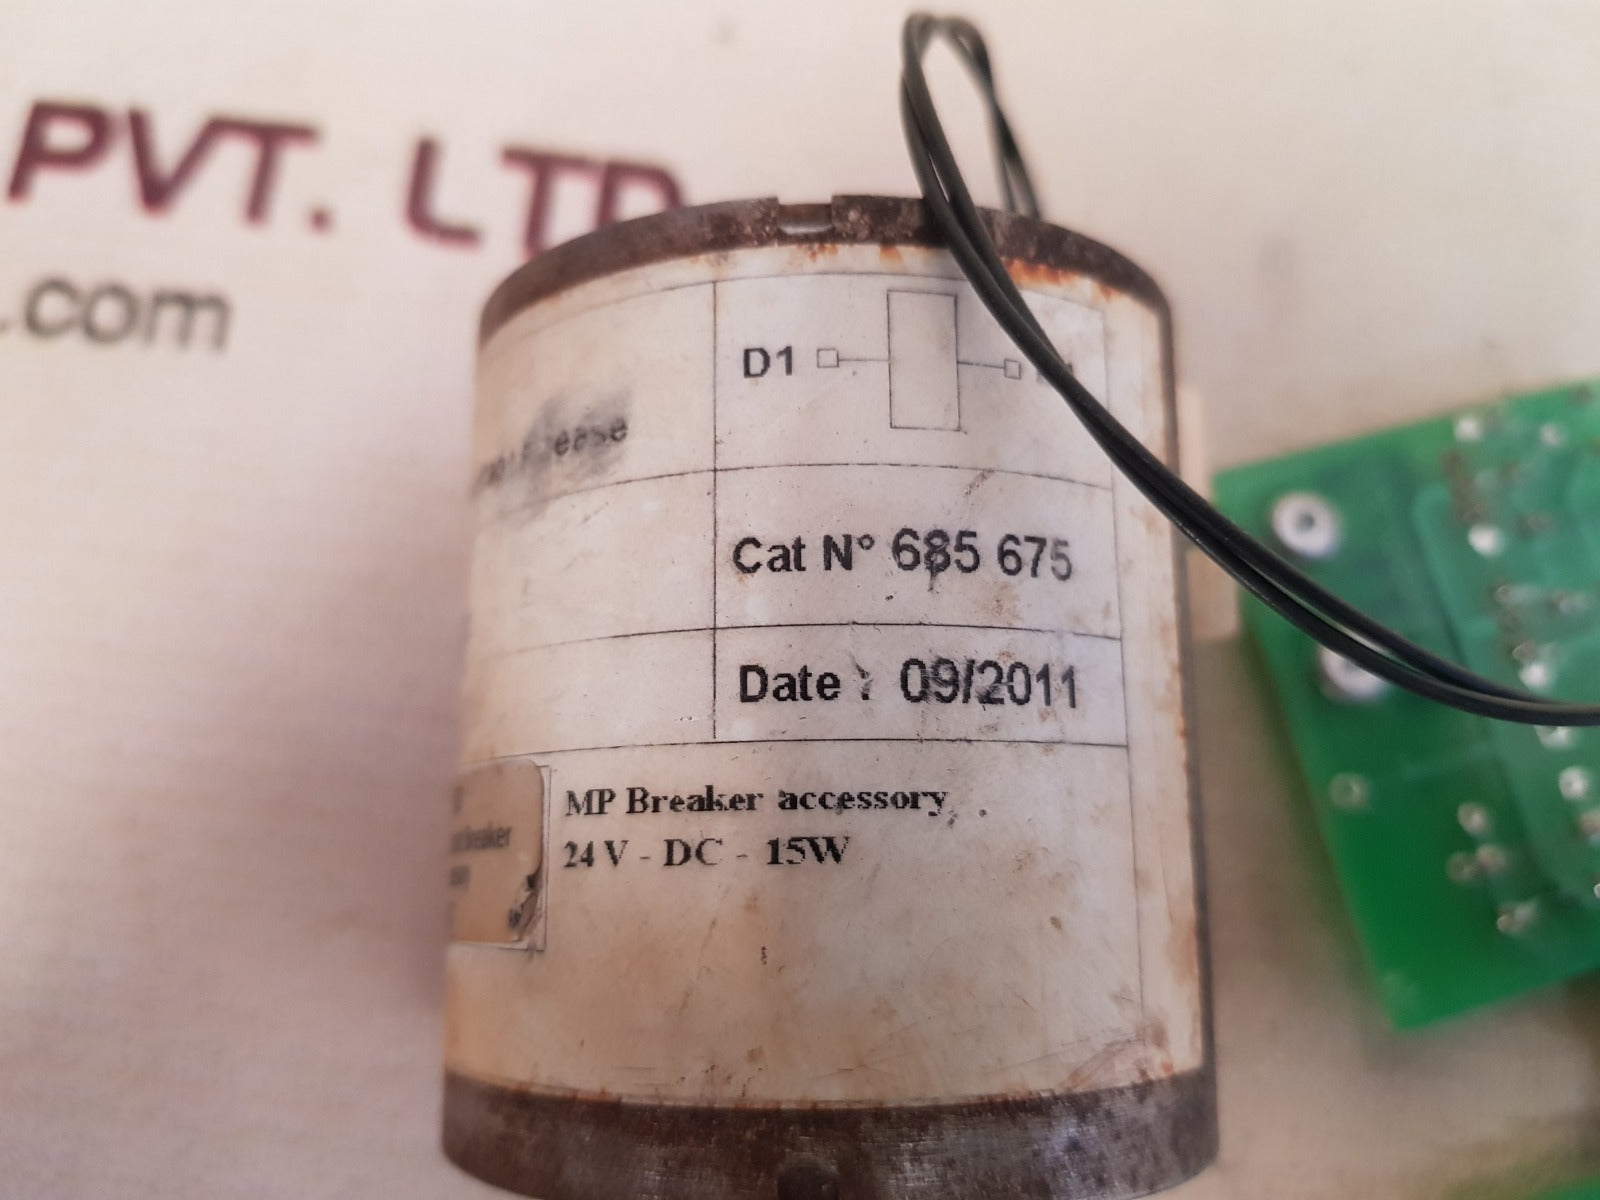 PVT. LTD
.com
D1
Cat N° 685 675
Date : 09/2011
MP Breaker accessory
24 V - DC - 15W